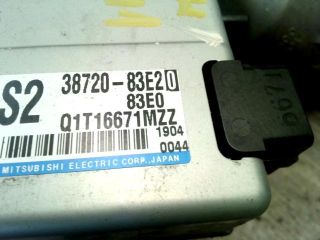 S2
38720-83E20
83E0
Q1T16671MZZ
1904
0044
MITSUBISHI ELECTRIC CORP. JAPAN